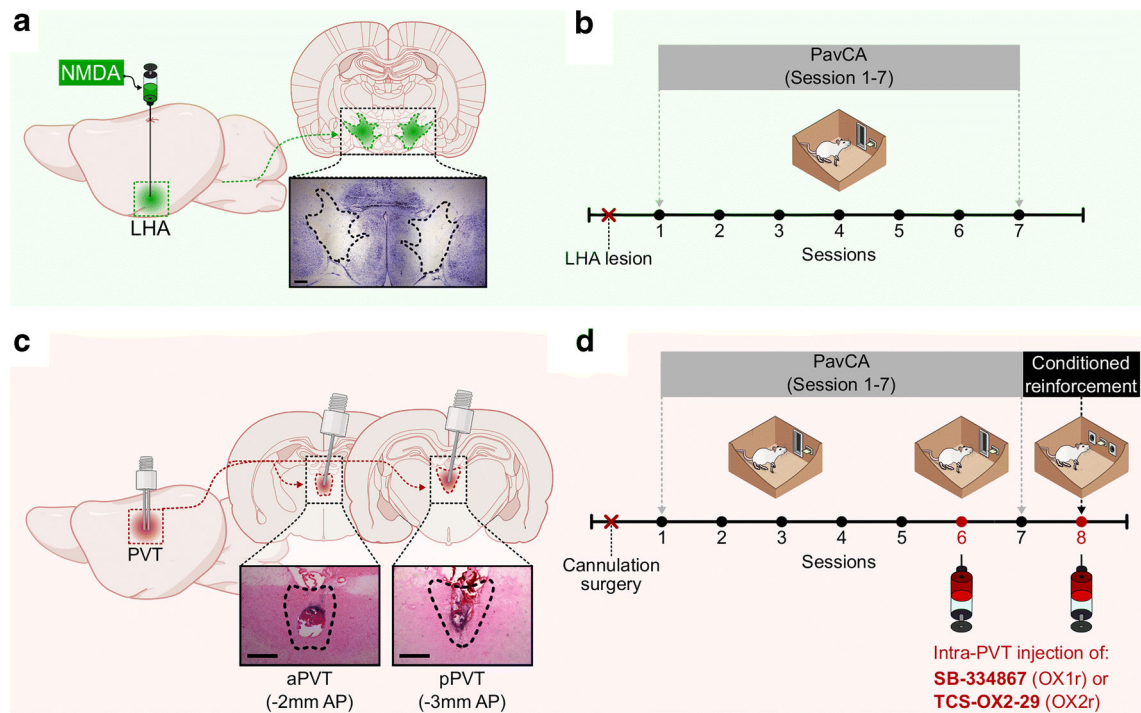 a
NMDA
LHA
b
PavCA
(Session 1-7)
1 2 3 4 5 6 7
LHA lesion
Sessions
c
PVT
aPVT
(-2mm AP)
pPVT
(-3mm AP)
d
PavCA
(Session 1-7)
Conditioned
reinforcement
1 2 3 4 5 6 7 8
Cannulation
surgery
Sessions
Intra-PVT injection of:
SB-334867 (OX1r) or
TCS-OX2-29 (OX2r)